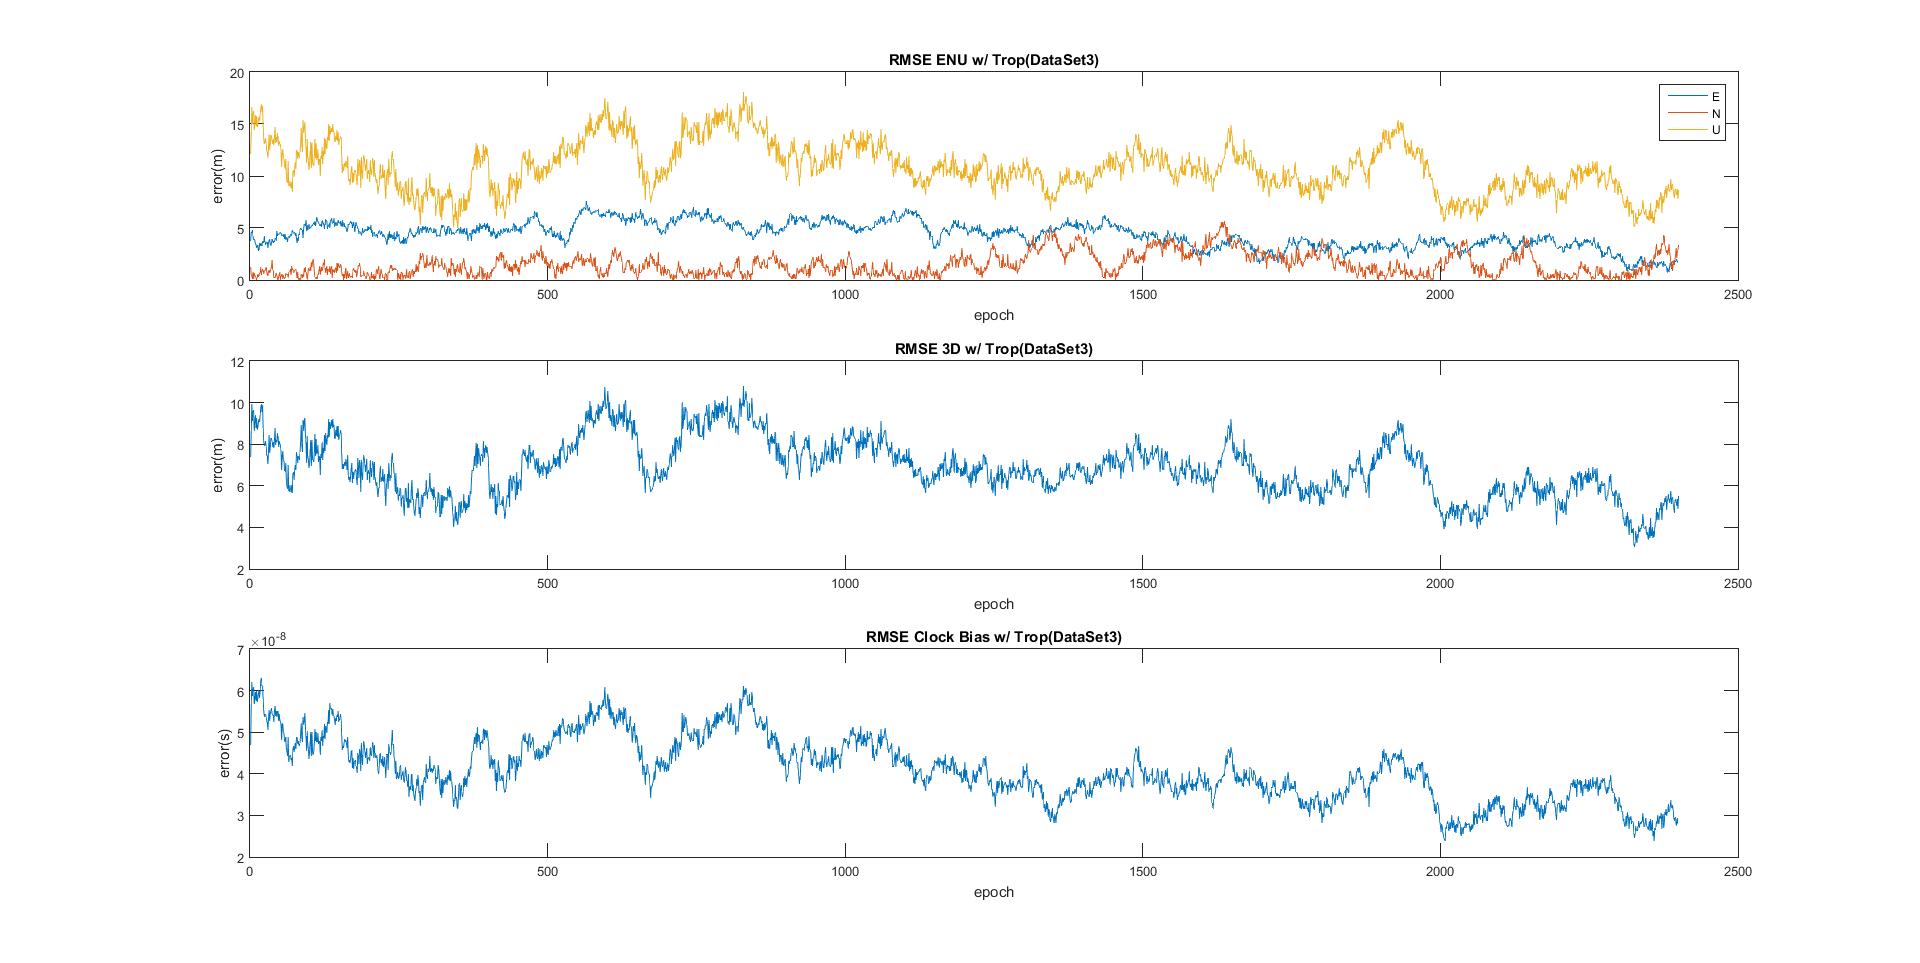 RMSE ENU w/ Trop(DataSet3)
error(m)
20
15
10
5
0
E
N
U
0 500 1000 1500 2000 2500
epoch
RMSE 3D w/ Trop(DataSet3)
error(m)
12
10
8
6
4
2
0 500 1000 1500 2000 2500
epoch
RMSE Clock Bias w/ Trop(DataSet3)
×10-8
error(s)
7
6
5
4
3
2
0 500 1000 1500 2000 2500
epoch